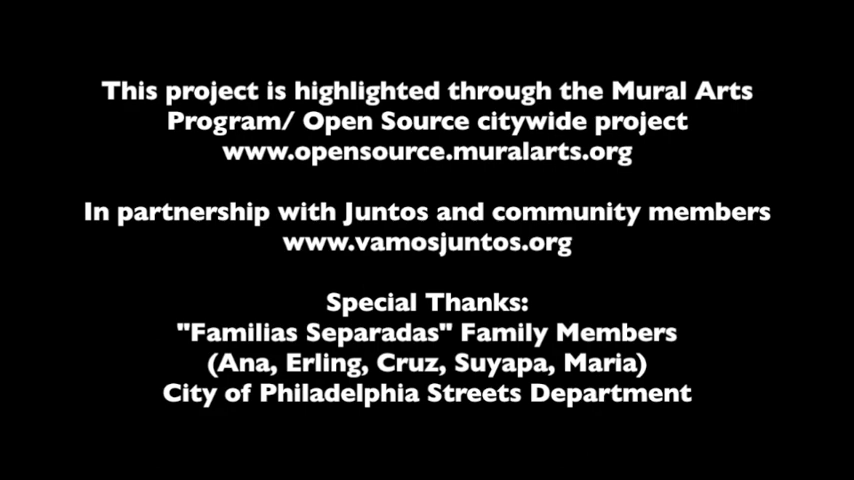 This project is highlighted through the Mural Arts
Program/ Open Source citywide project
www.opensource.muralarts.org
In partnership with Juntos and community members
www.vamosjuntos.org
Special Thanks:
"Familias Separadas" Family Members
(Ana, Erling, Cruz, Suyapa, Maria)
City of Philadelphia Streets Department